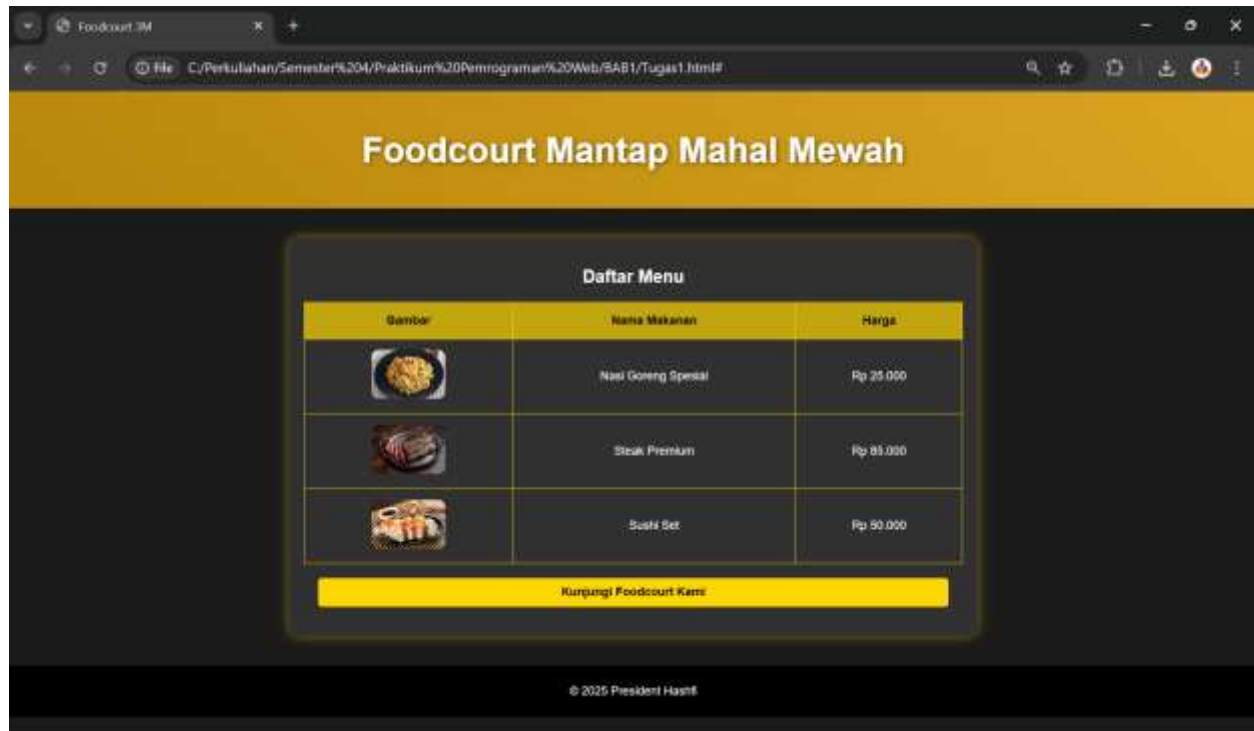 Foodcourt 3M
File C:/Perkuliahan/Semester%204/Praktikum%20Pemrograman%20Web/BAB1/Tugas1.html#
Foodcourt Mantap Mahal Mewah
Daftar Menu
Gambar Nama Makanan Harga
Nasi Goreng Spesial Rp 25.000
Steak Premium Rp 85.000
Sushi Set Rp 50.000
Kunjungi Foodcourt Kami
© 2025 President Hashfi